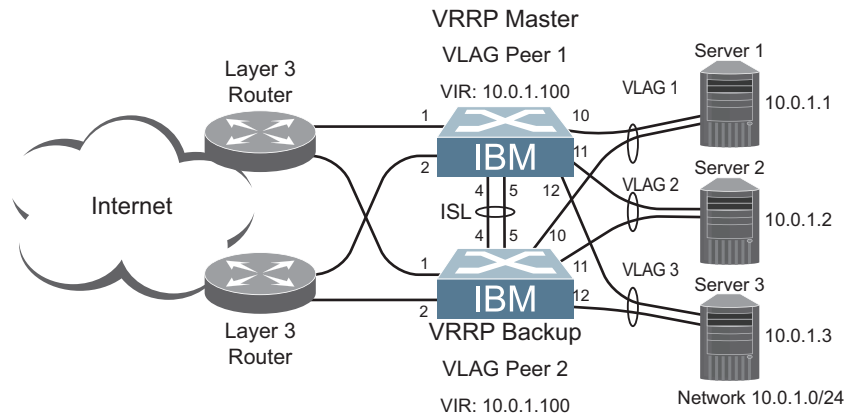 VRRP Master
VLAG Peer 1
VIR: 10.0.1.100
Layer 3
Router
Internet
Layer 3
Router
1
2
10
11
12
IBM
4
5
ISL
4
5
10
11
12
1
2
IBM
VRRP Backup
VLAG Peer 2
VIR: 10.0.1.100
VLAG 1
VLAG 2
VLAG 3
Server 1
10.0.1.1
Server 2
10.0.1.2
Server 3
10.0.1.3
Network 10.0.1.0/24